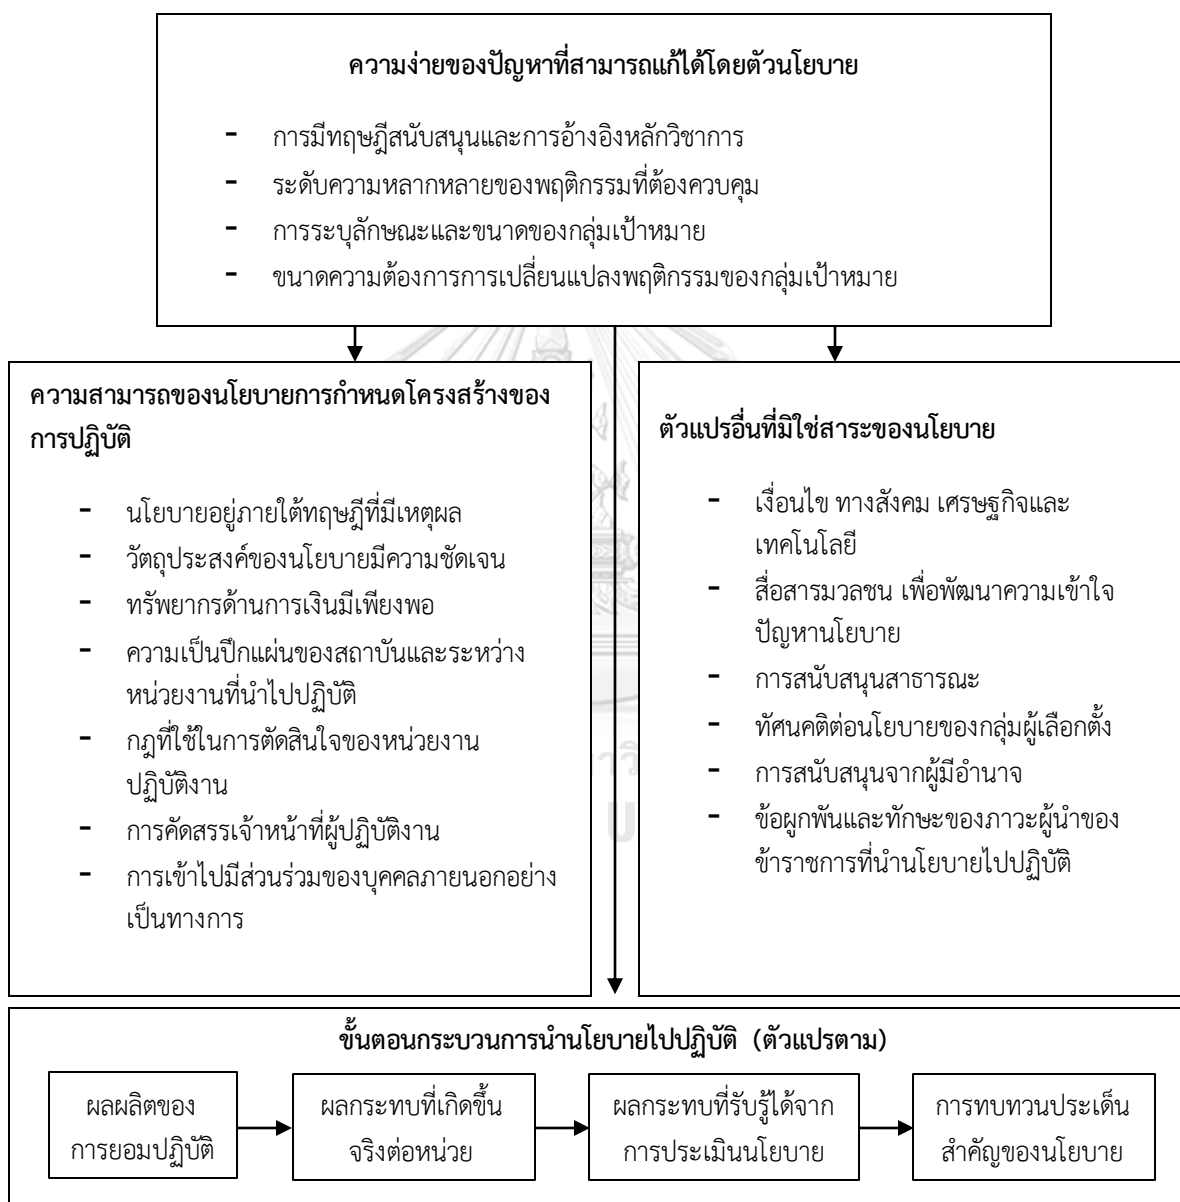 ความง่ายของปัญหาที่สามารถแก้ได้โดยตัวนโยบาย
- การมีทฤษฎีสนับสนุนและการอ้างอิงหลักวิชาการ
- ระดับความหลากหลายของพฤติกรรมที่ต้องควบคุม
- การระบุลักษณะและขนาดของกลุ่มเป้าหมาย
- ขนาดความต้องการการเปลี่ยนแปลงพฤติกรรมของกลุ่มเป้าหมาย
ความสามารถของนโยบายการกำหนดโครงสร้างของ
การปฏิบัติ
- นโยบายอยู่ภายใต้ทฤษฎีที่มีเหตุผล
- วัตถุประสงค์ของนโยบายมีความชัดเจน
- ทรัพยากรด้านการเงินมีเพียงพอ
- ความเป็นปึกแผ่นของสถาบันและระหว่าง
หน่วยงานที่นำไปปฏิบัติ
- กฎที่ใช้ในการตัดสินใจของหน่วยงาน
ปฏิบัติงาน
- การคัดสรรเจ้าหน้าที่ผู้ปฏิบัติงาน
- การเข้าไปมีส่วนร่วมของบุคคลภายนอกอย่าง
เป็นทางการ
ตัวแปรอื่นที่มิใช่สาระของนโยบาย
- เงื่อนไข ทางสังคม เศรษฐกิจและ
เทคโนโลยี
- สื่อสารมวลชน เพื่อพัฒนาความเข้าใจ
ปัญหานโยบาย
- การสนับสนุนสาธารณะ
- ทัศนคติต่อนโยบายของกลุ่มผู้เลือกตั้ง
- การสนับสนุนจากผู้มีอำนาจ
- ข้อผูกพันและทักษะของภาวะผู้นำของ
ข้าราชการที่นำนโยบายไปปฏิบัติ
ขั้นตอนกระบวนการนำนโยบายไปปฏิบัติ (ตัวแปรตาม)
ผลผลิตของ
การยอมปฏิบัติ
ผลกระทบที่เกิดขึ้น
จริงต่อหน่วย
ผลกระทบที่รับรู้ได้จาก
การประเมินนโยบาย
การทบทวนประเด็น
สำคัญของนโยบาย